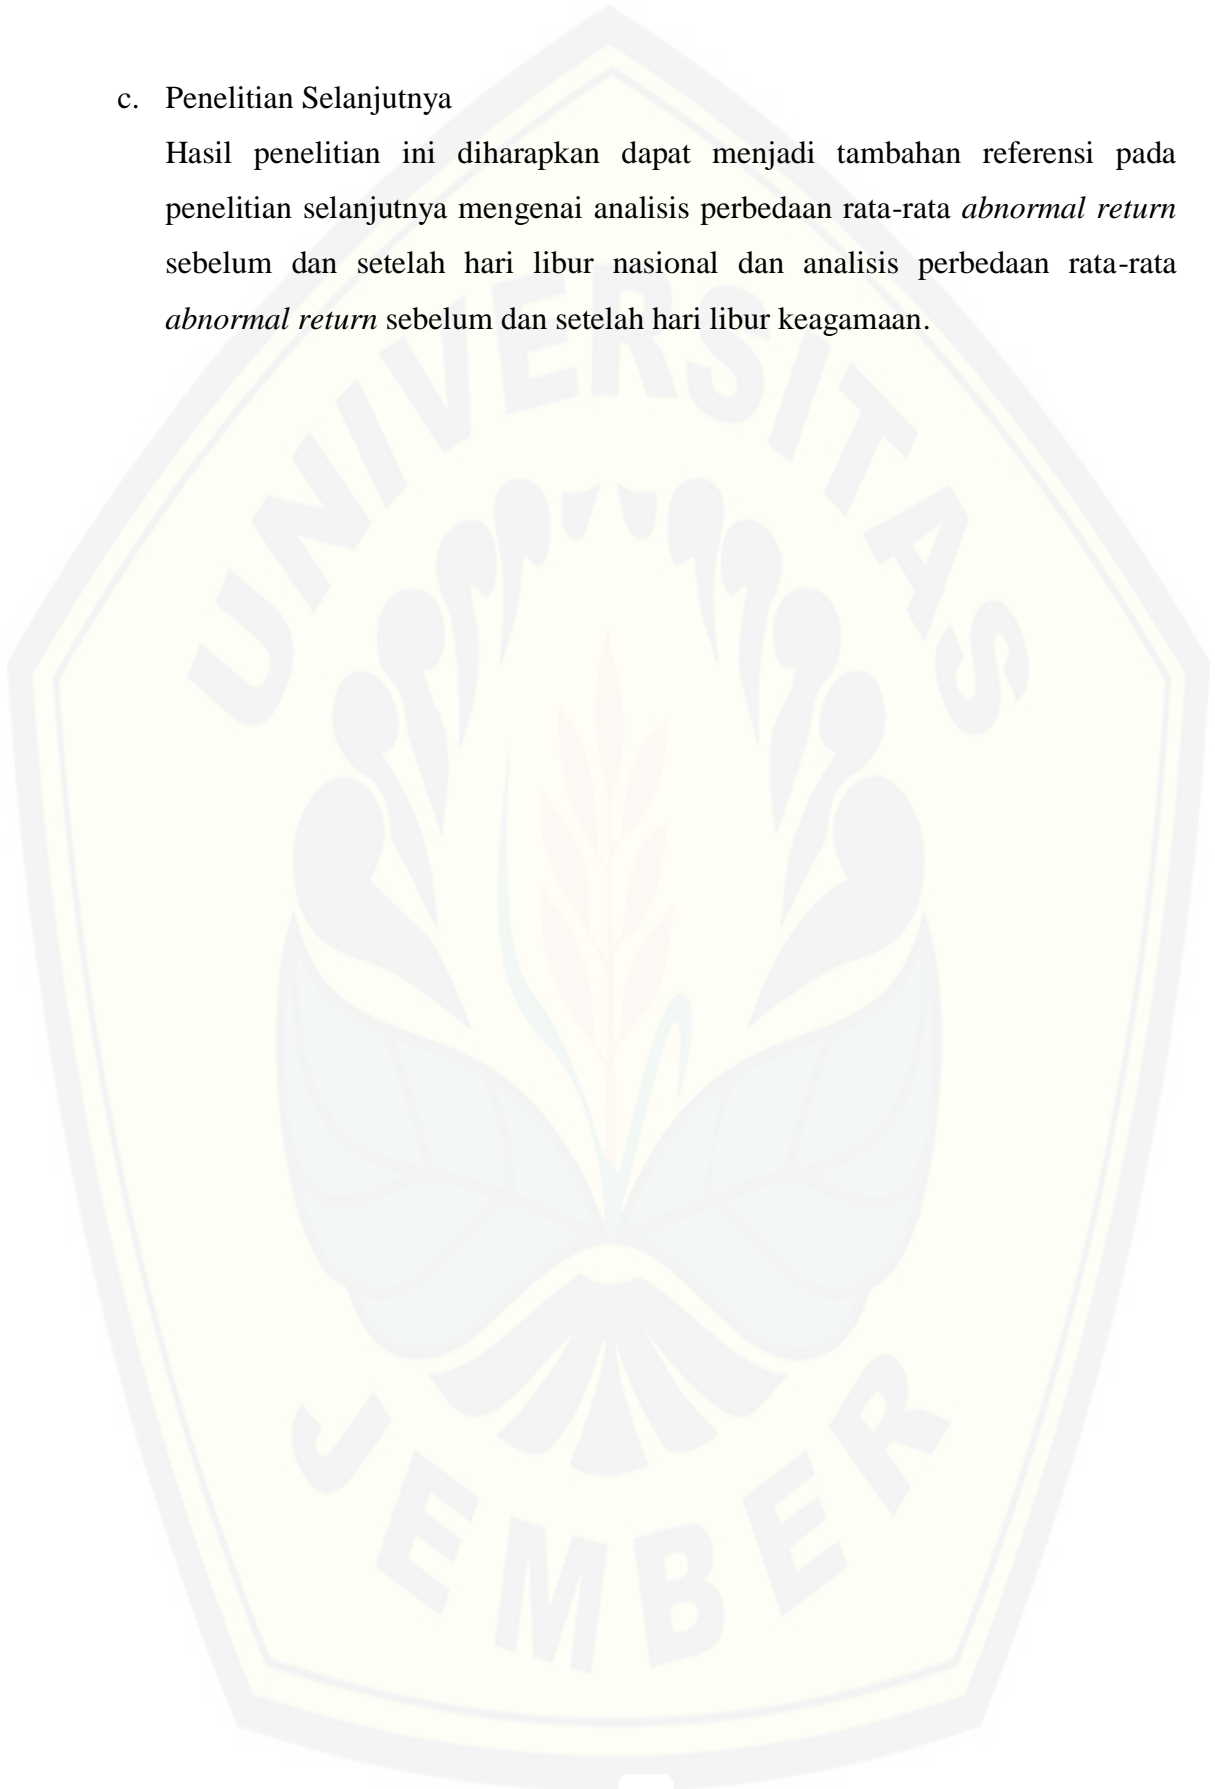 c. Penelitian Selanjutnya
Hasil penelitian ini diharapkan dapat menjadi tambahan referensi pada
penelitian selanjutnya mengenai analisis perbedaan rata-rata abnormal return
sebelum dan setelah hari libur nasional dan analisis perbedaan rata-rata
abnormal return sebelum dan setelah hari libur keagamaan.
UNIVERSITAS
JEMBER